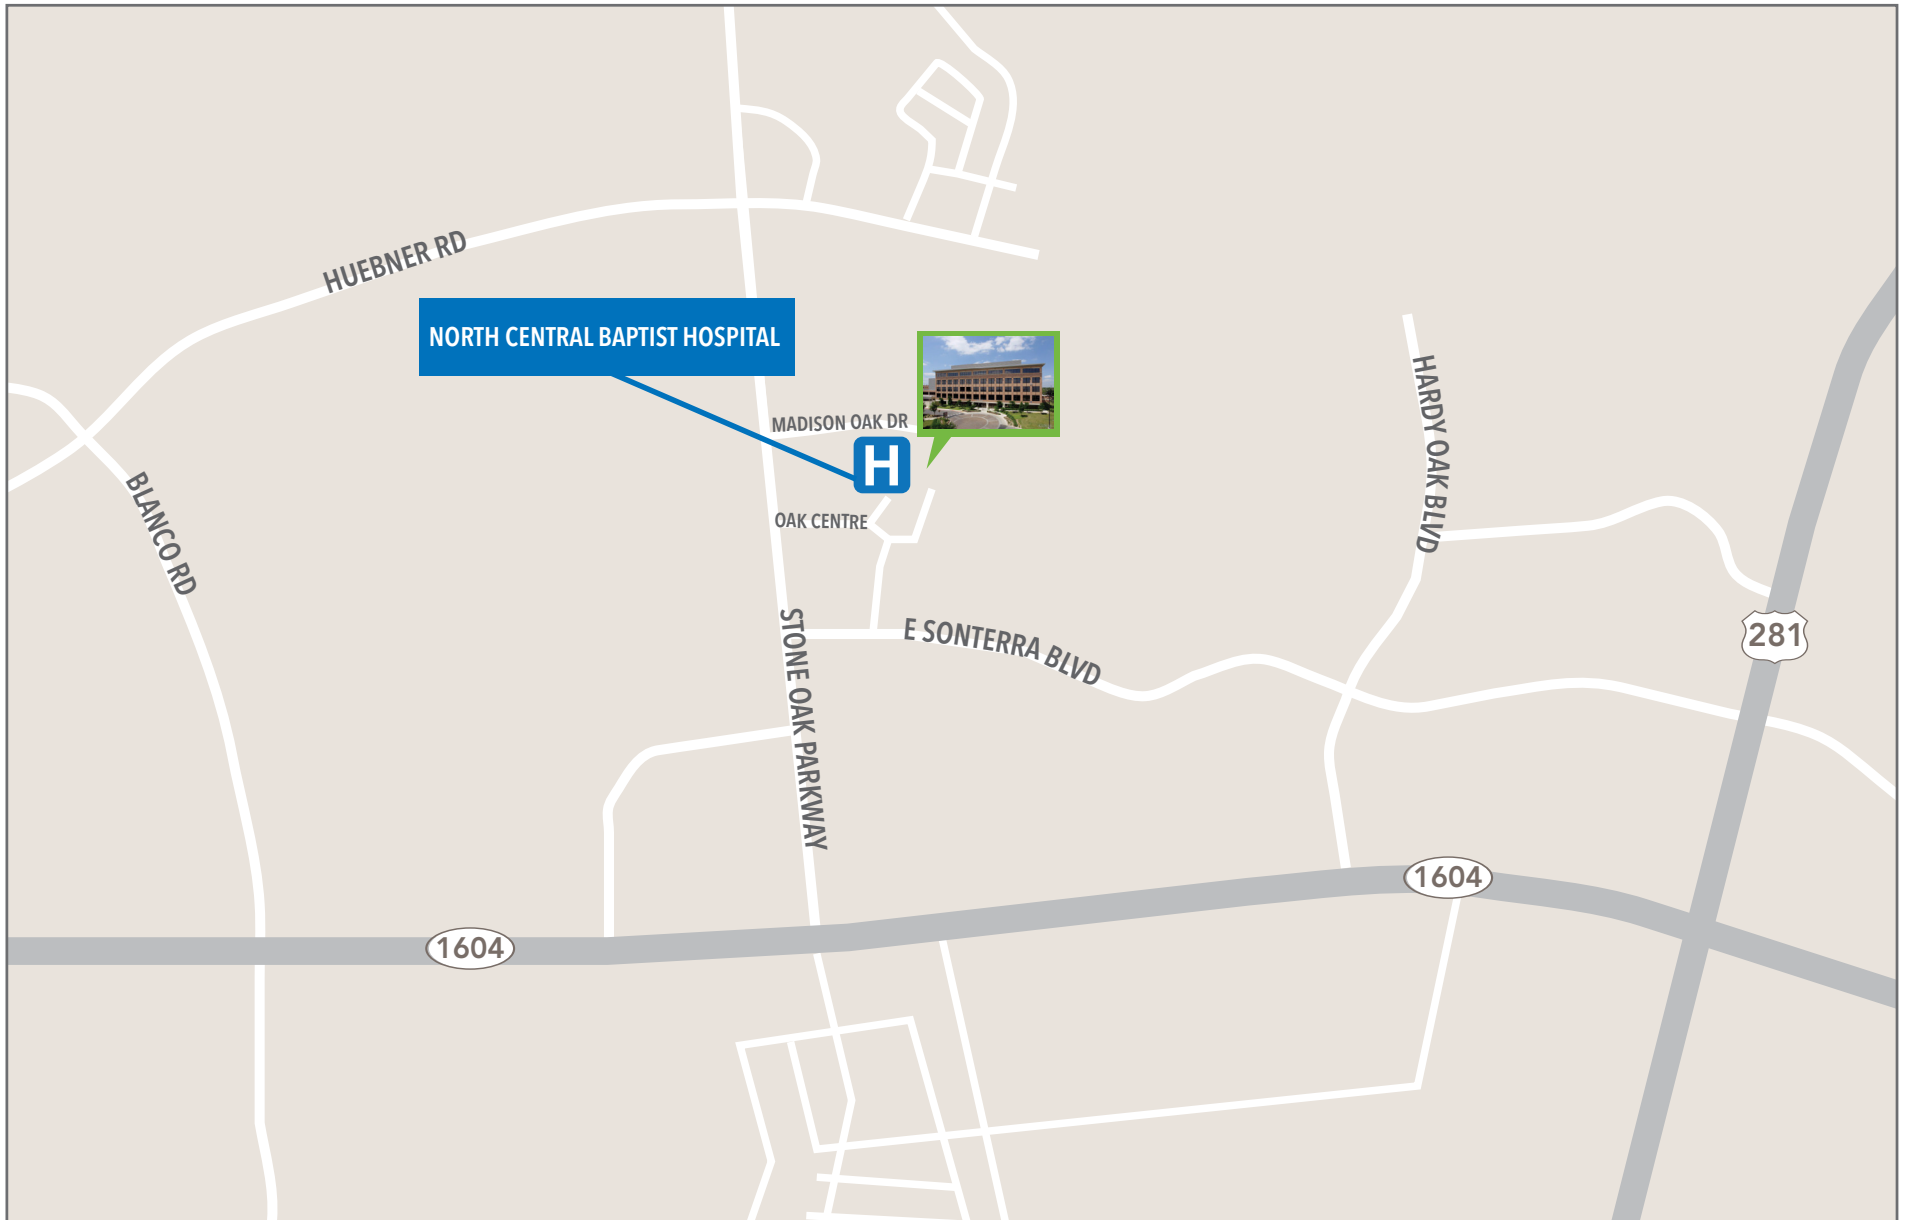 HUEBNER RD
NORTH CENTRAL BAPTIST HOSPITAL
MADISON OAK DR
H
HARDY OAK BLVD
BLANCO RD
OAK CENTRE
STONE OAK PARKWAY
E SONTERRA BLVD
281
1604
1604